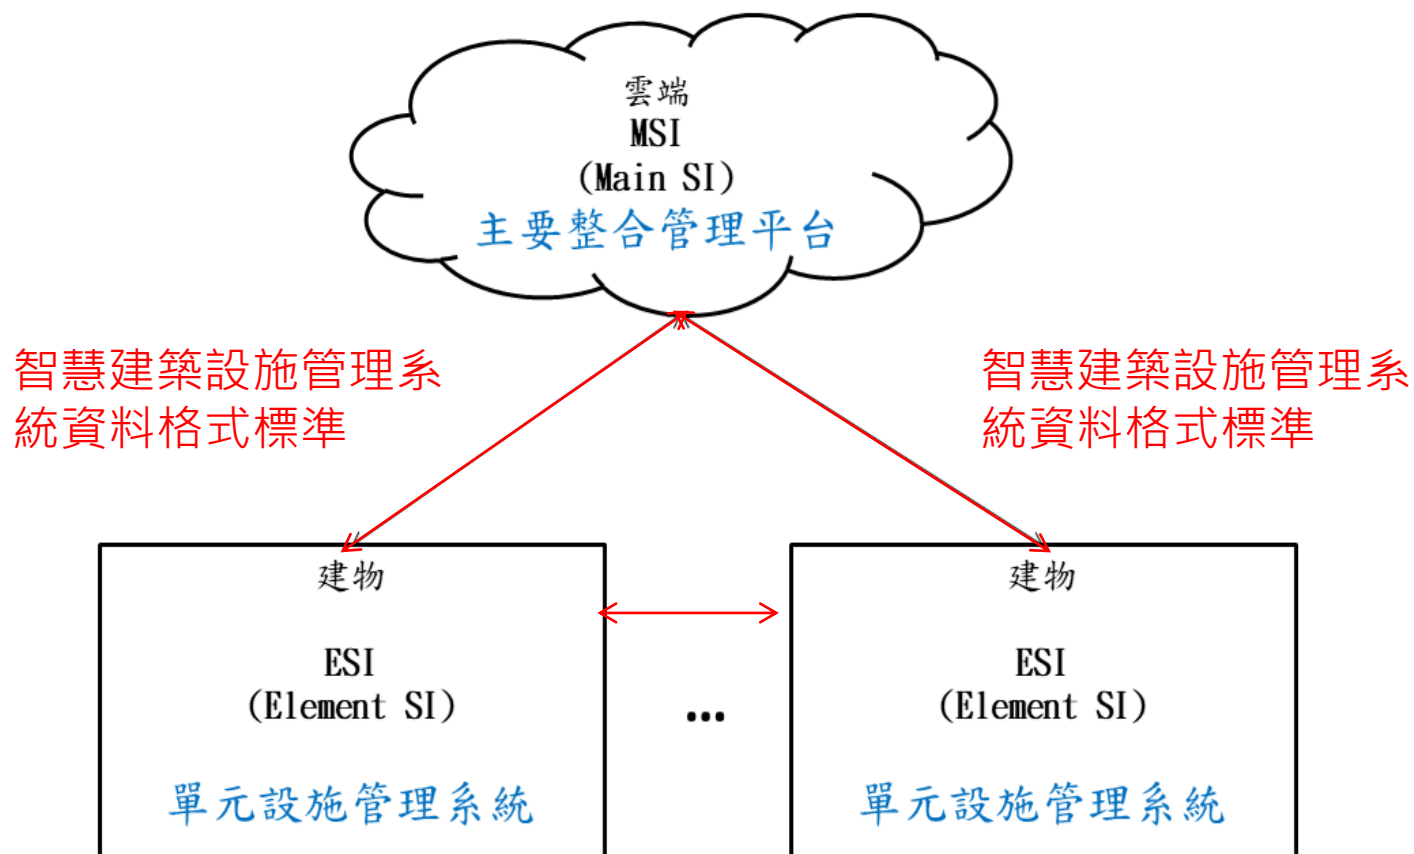 雲端
MSI
(Main SI)
主要整合管理平台
智慧建築設施管理系
統資料格式標準
智慧建築設施管理系
統資料格式標準
建物
ESI
(Element SI)
單元設施管理系統
...
建物
ESI
(Element SI)
單元設施管理系統